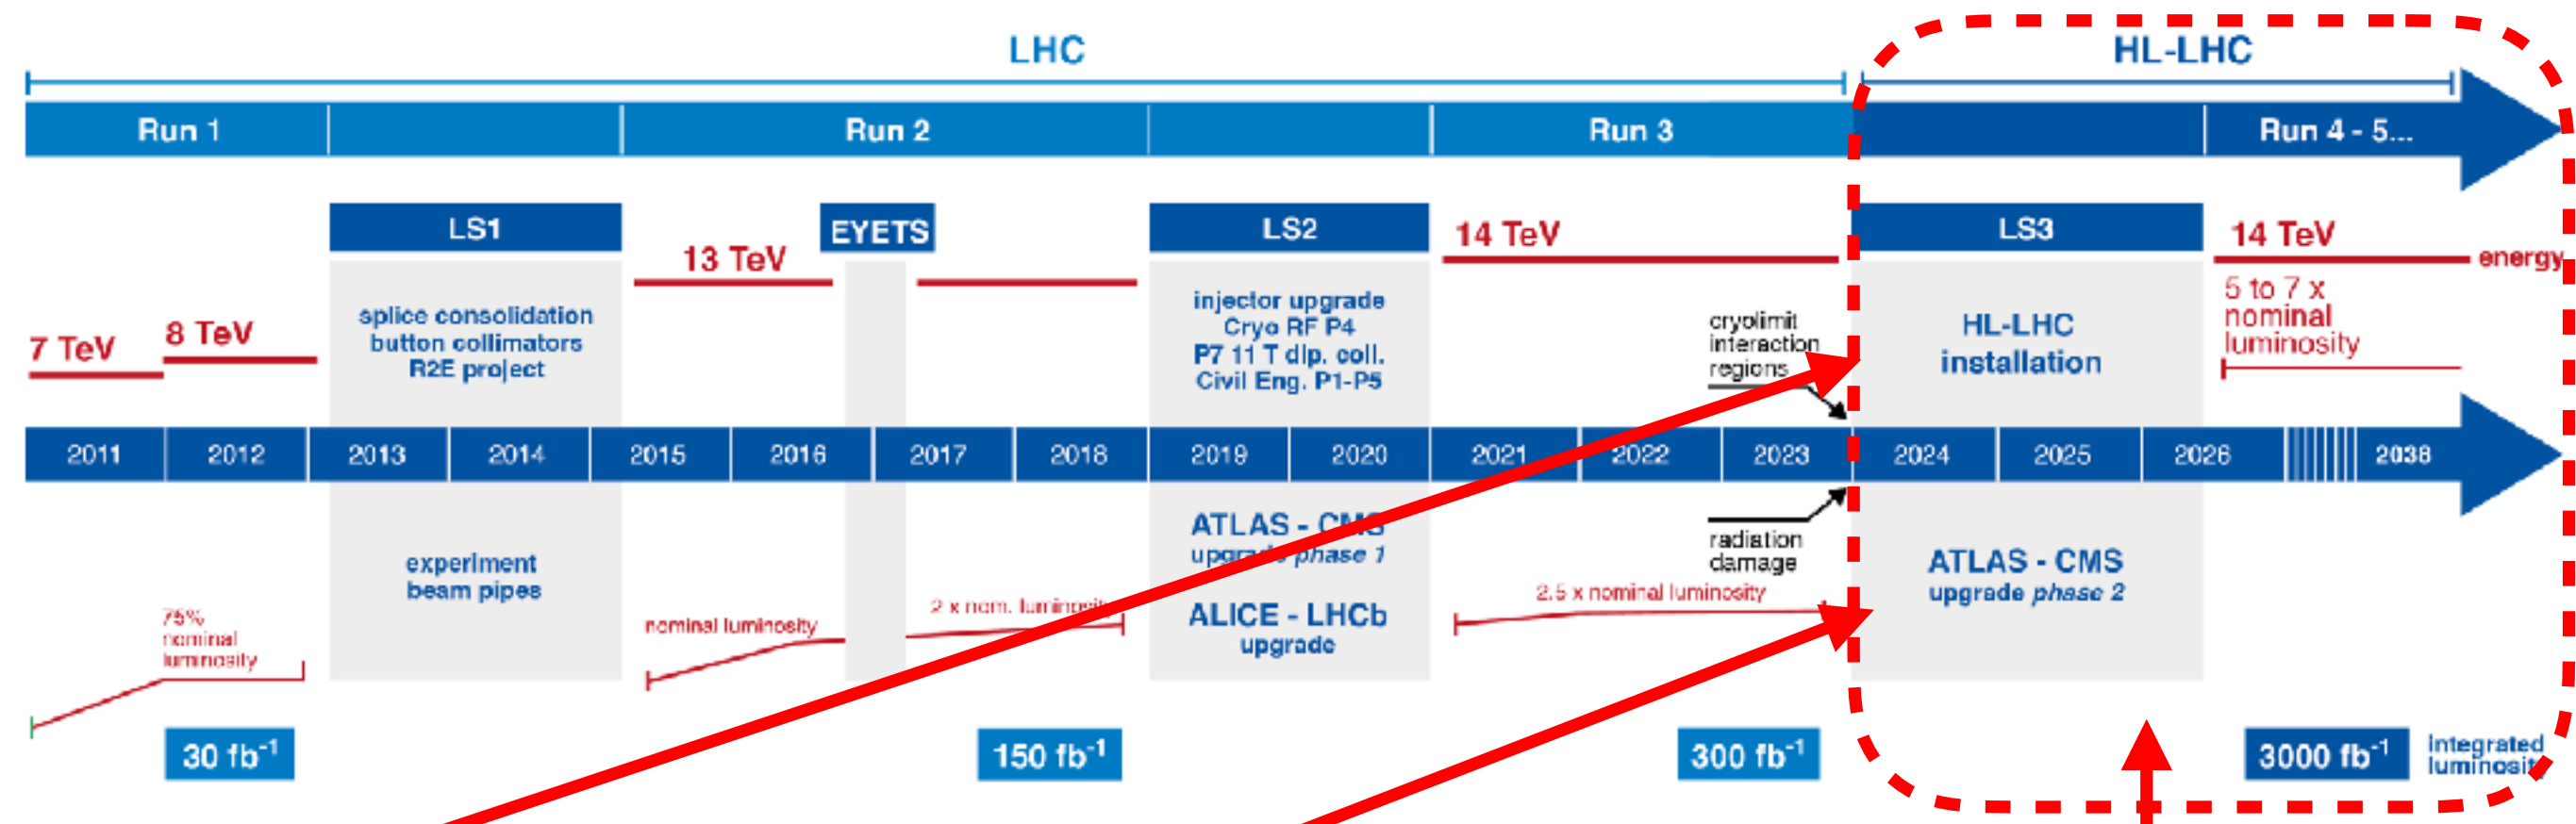 LHC
HL-LHC
Run 1
Run 2
Run 3
Run 4 - 5...
LS1
EYETS
LS2
LS3
7 TeV
8 TeV
13 TeV
14 TeV
14 TeV
energy
splice consolidation
button collimators
R2E project
injector upgrade
Cryo RF P4
P7 11 T dip. coll.
Civil Eng. P1-P5
cryolimit
interaction
regions
HL-LHC
installation
5 to 7 x
nominal
luminosity
2011
2012
2013
2014
2015
2016
2017
2018
2019
2020
2021
2022
2023
2024
2025
2026
2038
75%
nominal
luminosity
experiment
beam pipes
nominal luminosity
2 x nom. luminosity
ATLAS - CMS
upgrade phase 1
ALICE - LHCb
upgrade
radiation
damage
2.5 x nominal luminosity
ATLAS - CMS
upgrade phase 2
30 fb⁻¹
150 fb⁻¹
300 fb⁻¹
3000 fb⁻¹
integrated
luminosity